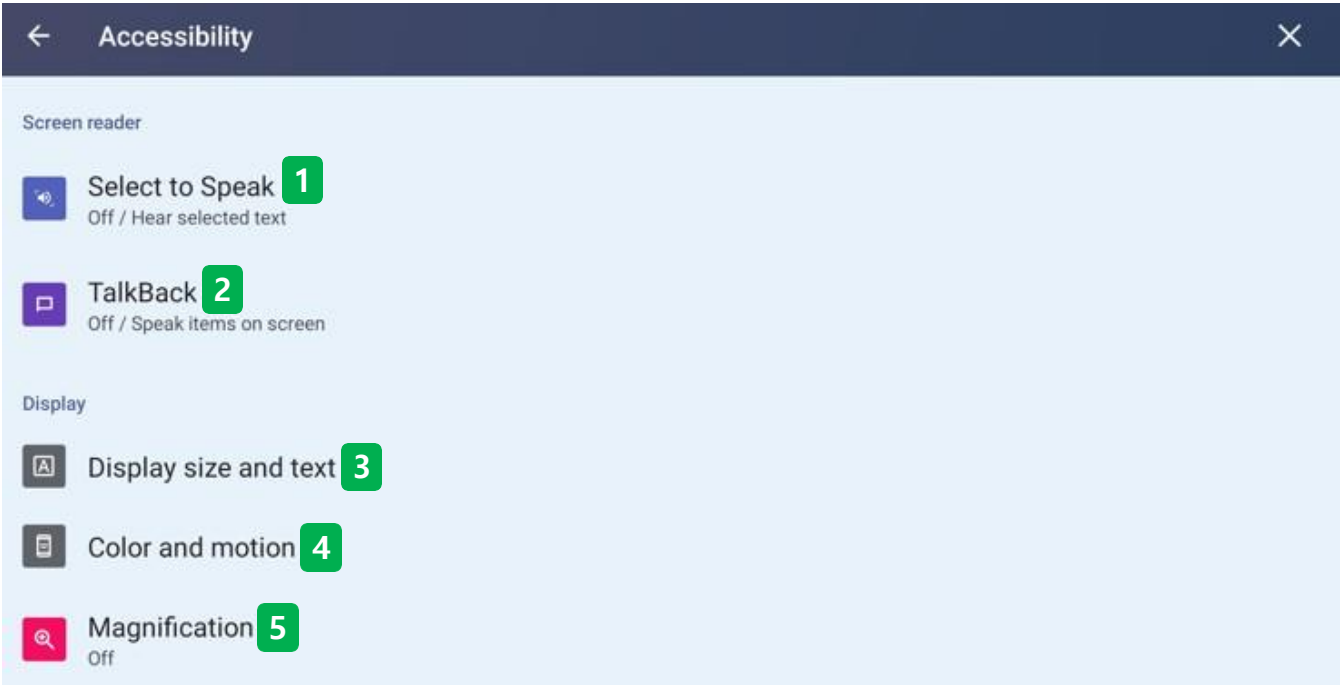 Accessibility
Screen reader
Select to Speak 1
Off / Hear selected text
TalkBack 2
Off / Speak items on screen
Display
Display size and text 3
Color and motion 4
Magnification 5
Off